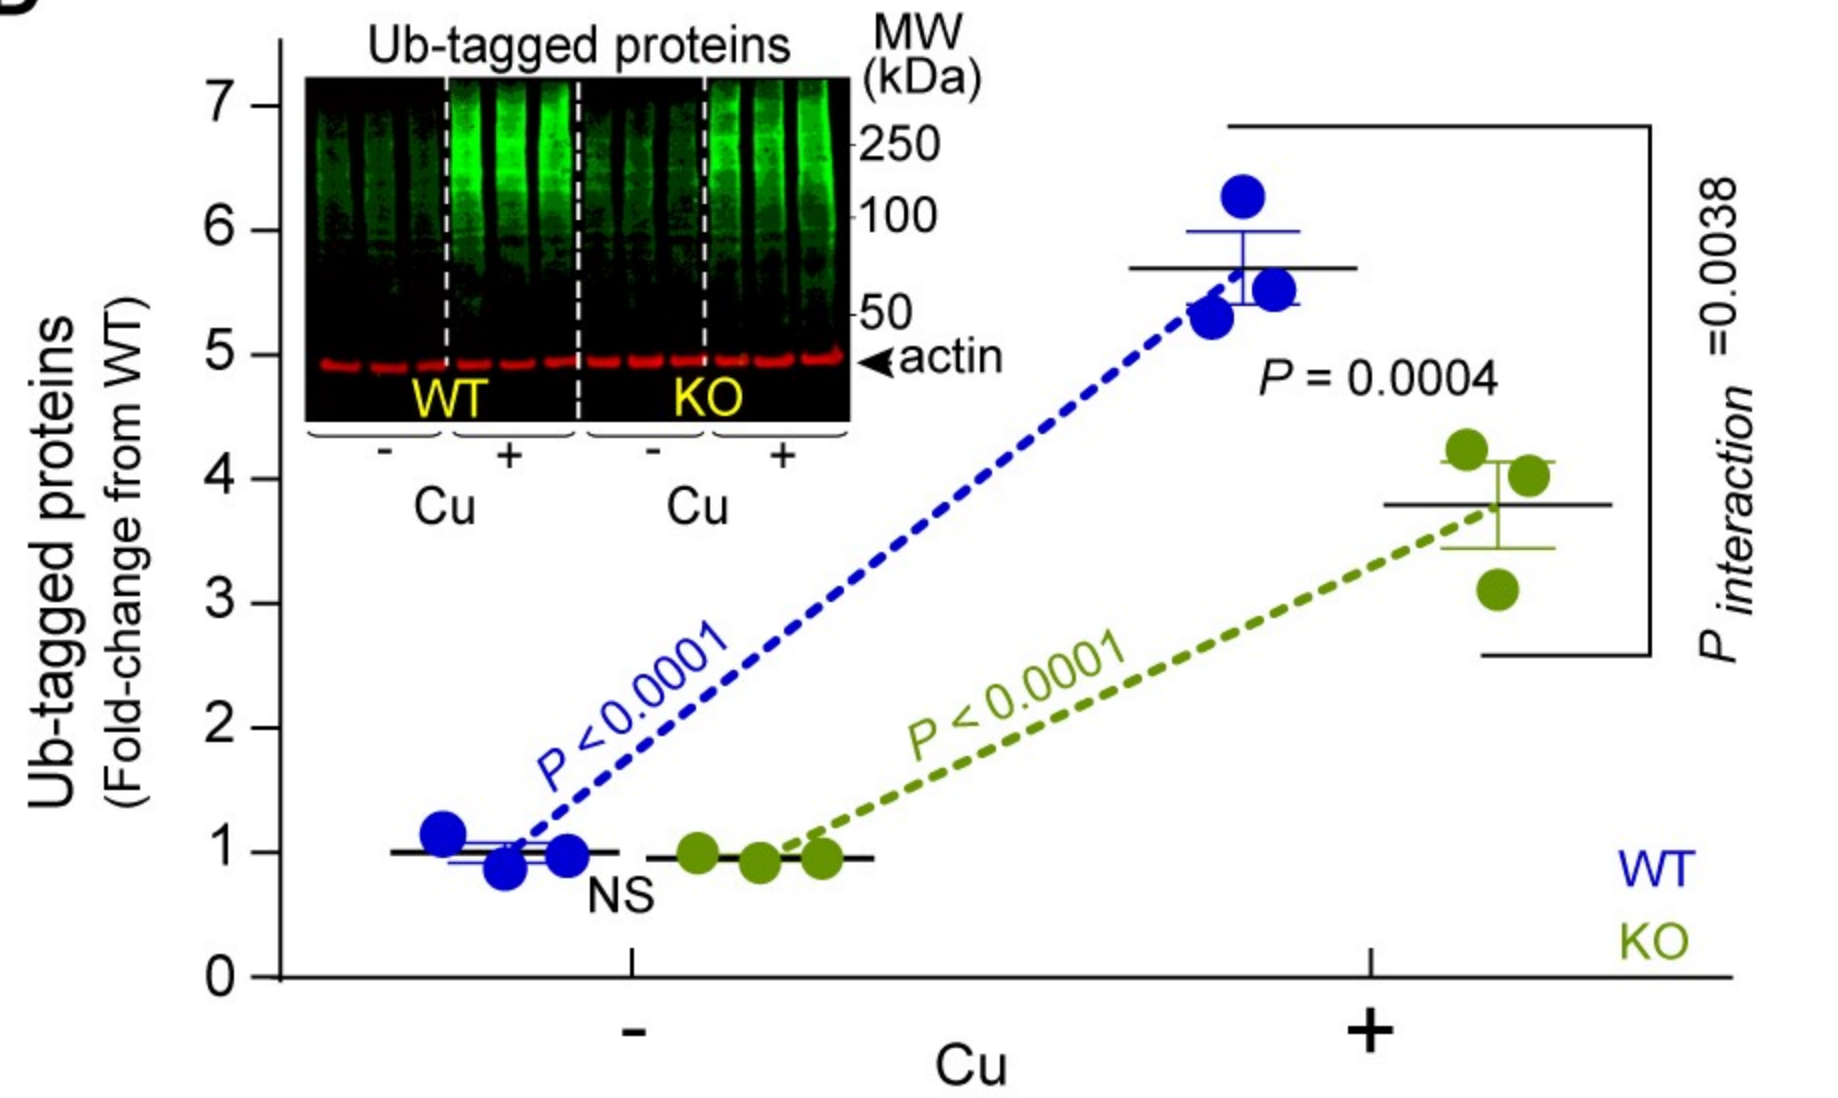 Ub-tagged proteins
MW
(kDa)
250
100
50
actin
WT KO
- + - +
Cu Cu
Ub-tagged proteins
(Fold-change from WT)
7
6
5
4
3
2
1
0
P < 0.0001
P < 0.0001
NS
P = 0.0004
P interaction =0.0038
WT
KO
- +
Cu